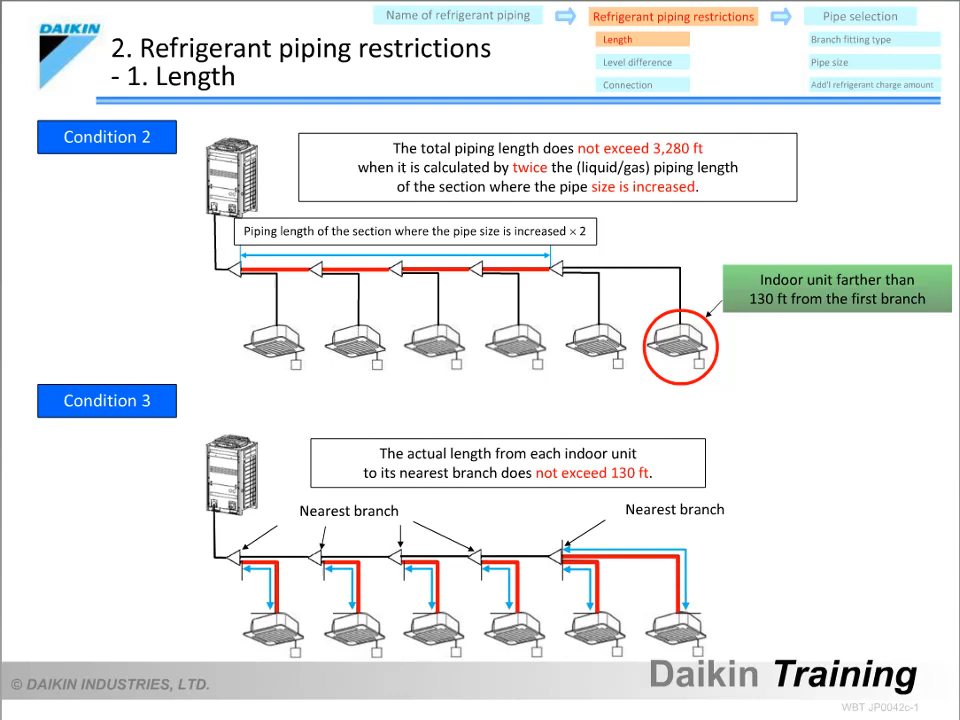 DAIKIN
Name of refrigerant piping
Refrigerant piping restrictions
Pipe selection
Length
Level difference
Connection
Branch fitting type
Pipe size
Add'l refrigerant charge amount
2. Refrigerant piping restrictions
- 1. Length
Condition 2
The total piping length does not exceed 3,280 ft
when it is calculated by twice the (liquid/gas) piping length
of the section where the pipe size is increased.
Piping length of the section where the pipe size is increased × 2
Indoor unit farther than
130 ft from the first branch
Condition 3
The actual length from each indoor unit
to its nearest branch does not exceed 130 ft.
Nearest branch
Nearest branch
© DAIKIN INDUSTRIES, LTD.
Daikin Training
WBT JP0042c-1